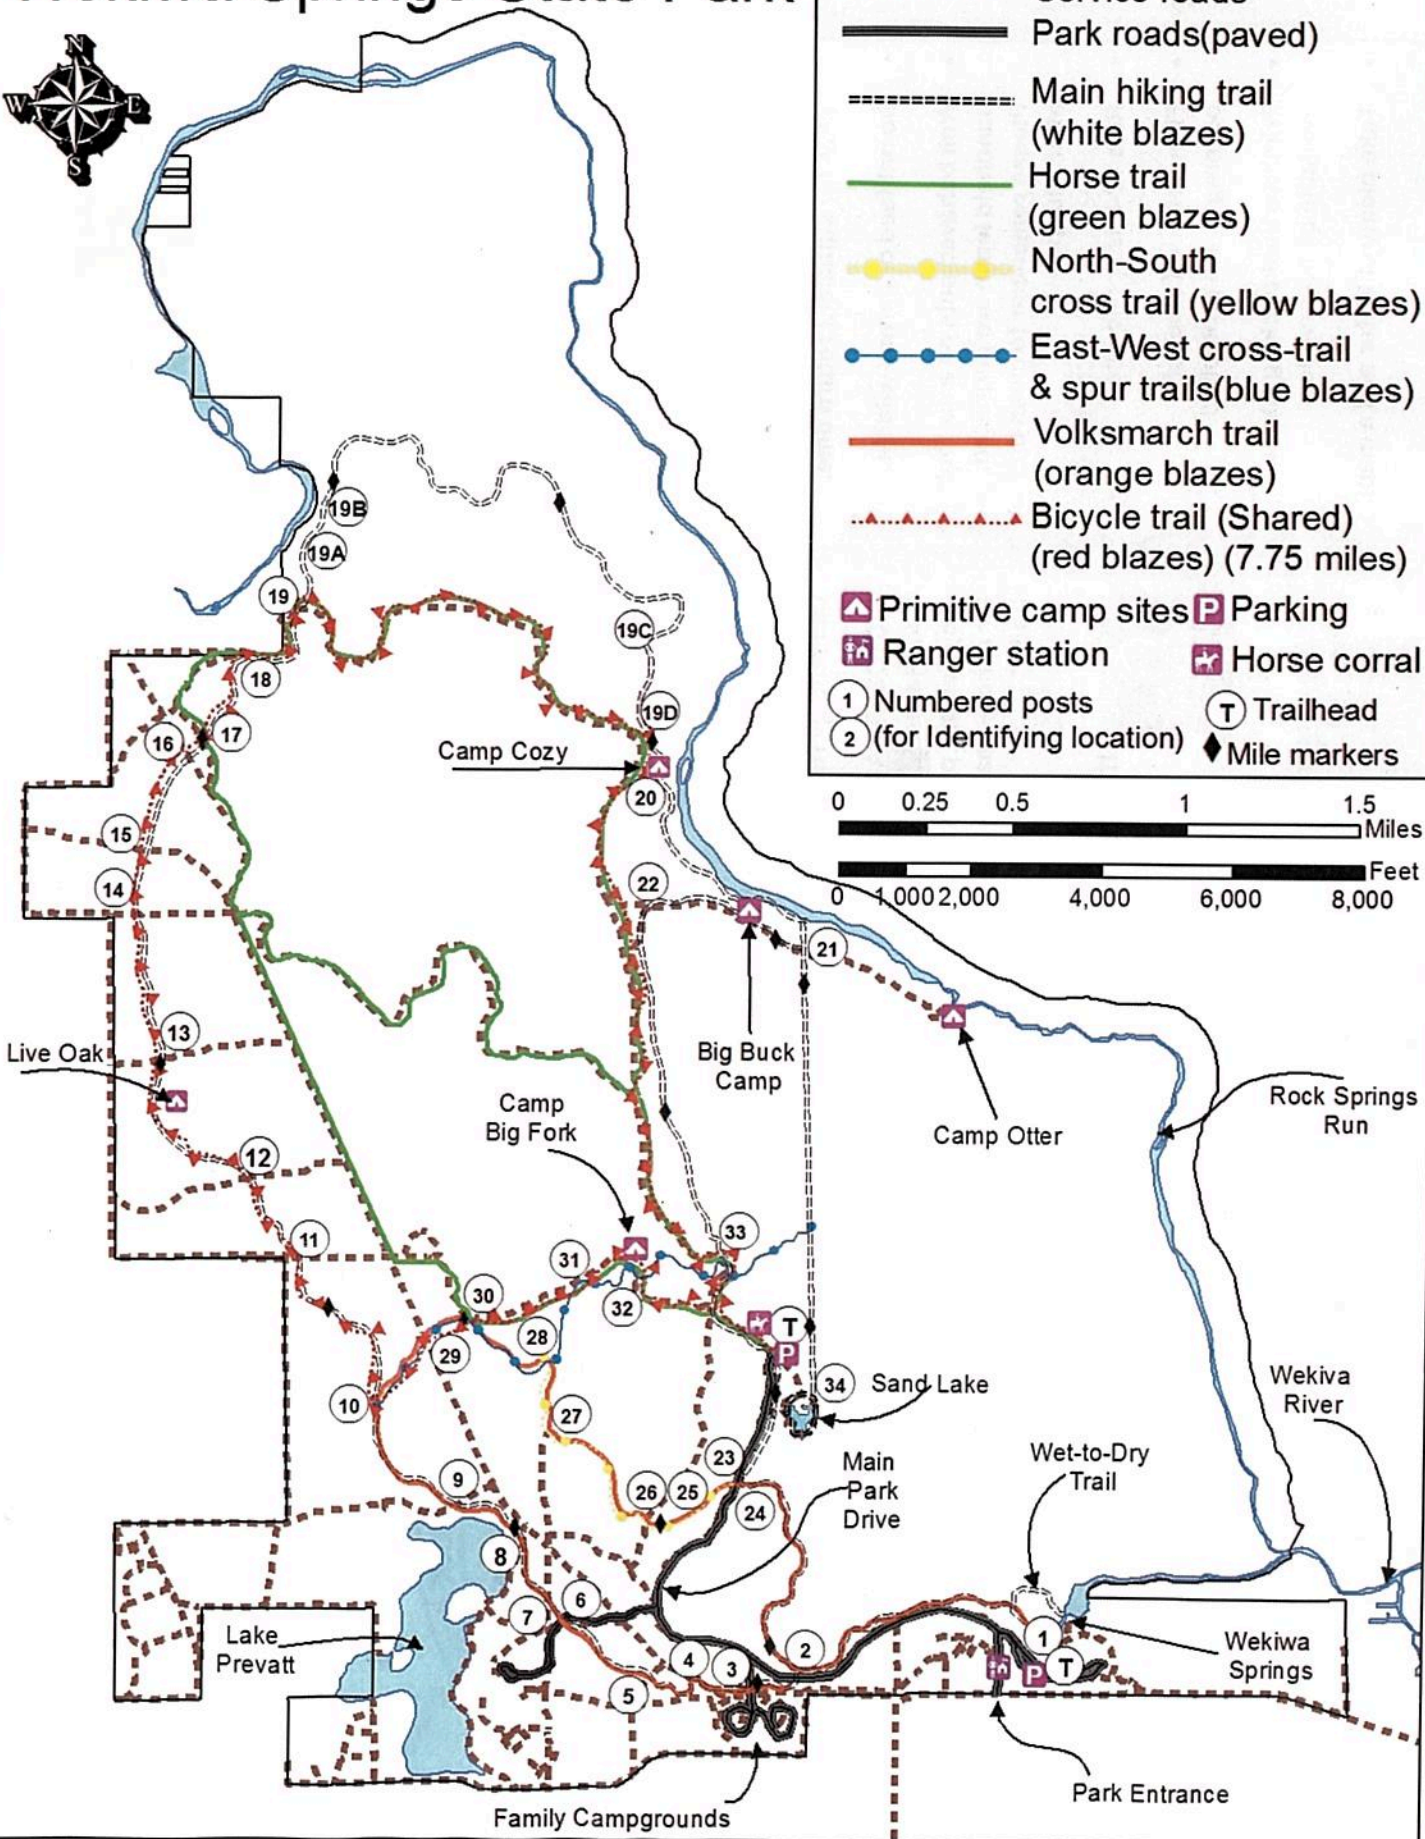 Wekiwa Springs State Park
N
W
E
S
Service roads
Park roads(paved)
Main hiking trail
(white blazes)
Horse trail
(green blazes)
North-South
cross trail (yellow blazes)
East-West cross-trail
& spur trails(blue blazes)
Volksmarch trail
(orange blazes)
Bicycle trail (Shared)
(red blazes) (7.75 miles)
Primitive camp sites
P Parking
Ranger station
Horse corral
1 Numbered posts
2 (for Identifying location)
T Trailhead
Mile markers
0 0.25 0.5 1 1.5
Miles
Feet
0 1,000 2,000 4,000 6,000 8,000
19B
19A
19
19C
18
19D
16
17
Camp Cozy
20
15
14
22
21
13
Live Oak
Big Buck
Camp
Camp
Big Fork
Camp Otter
Rock Springs
Run
12
11
33
31
30
32
28
29
T
P
10
34
Sand Lake
27
Wekiva
River
23
Main
Park
Drive
Wet-to-Dry
Trail
9
26
25
24
8
6
7
Lake
Prevatt
4
3
2
1
T
P
Wekiwa
Springs
5
Park Entrance
Family Campgrounds